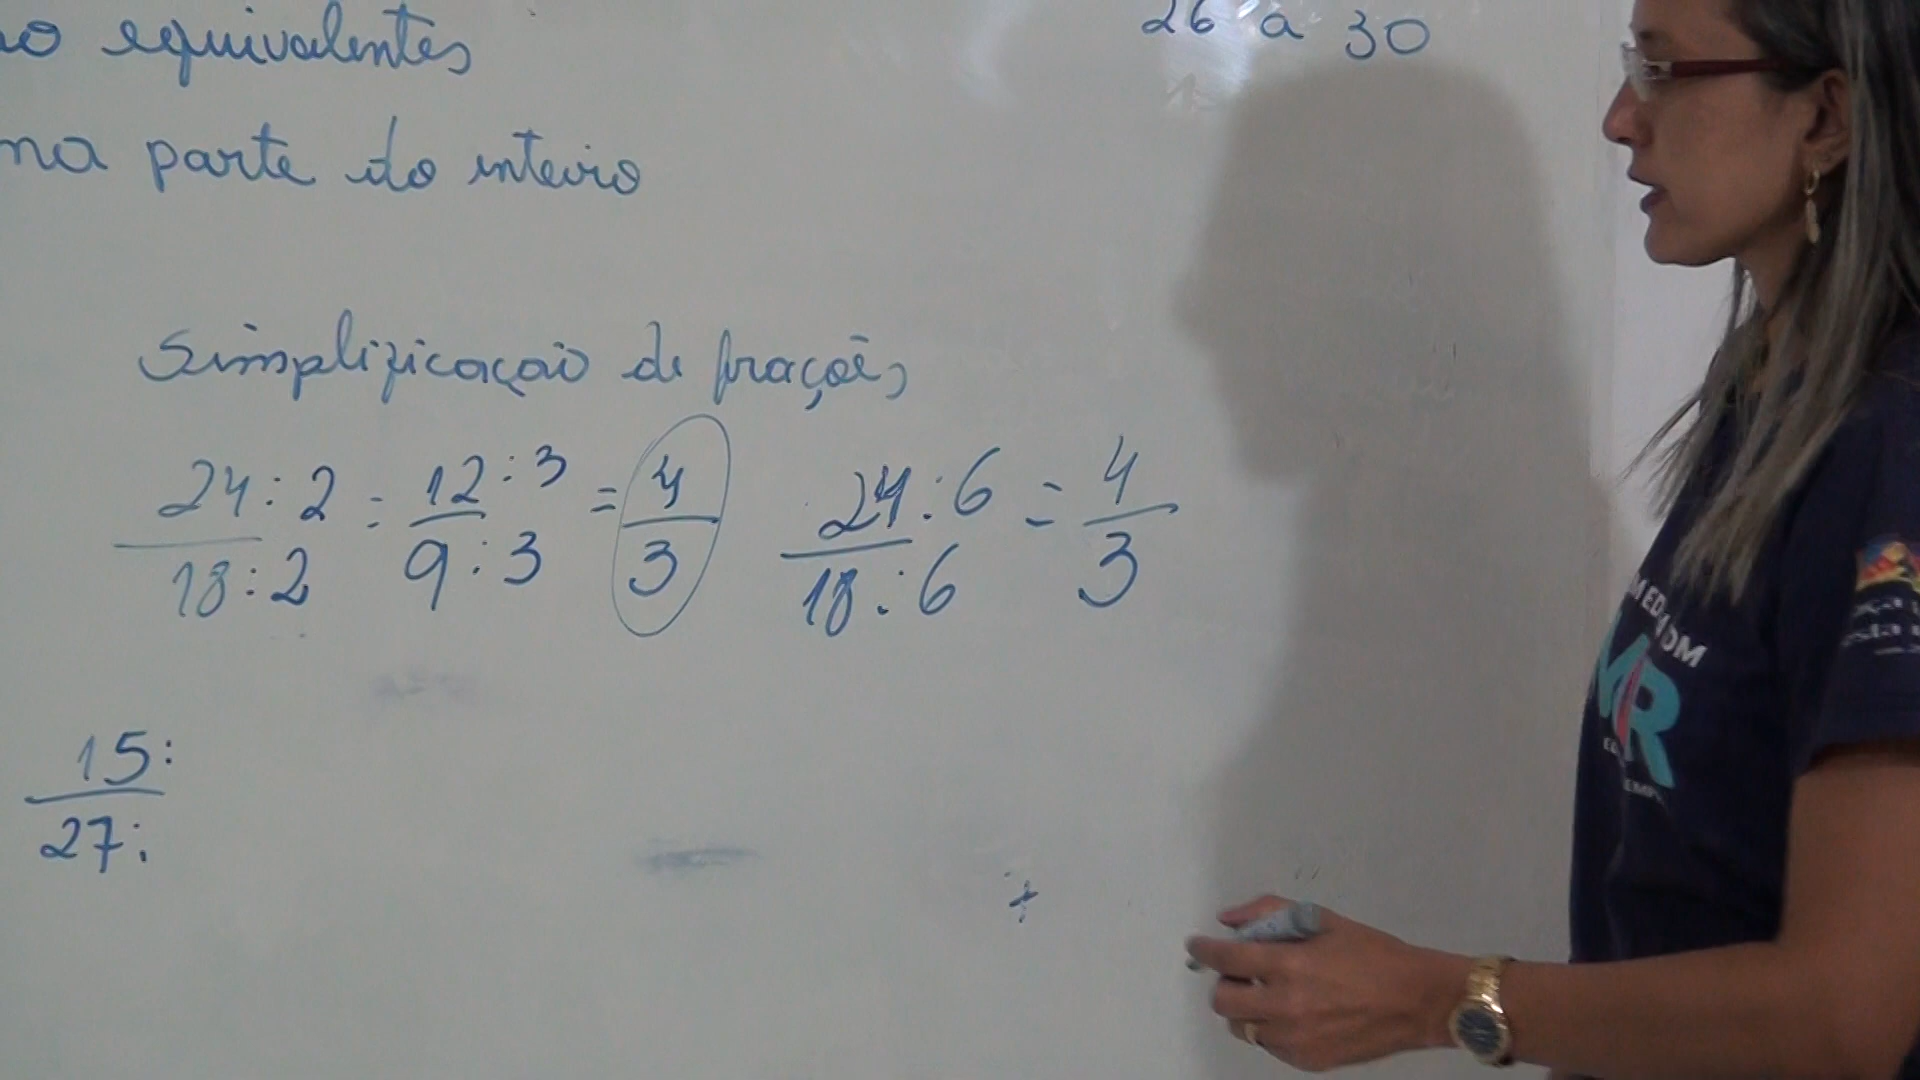 equivalentes
26 a 30
na parte do inteiro
Simplificação de frações
24:2 = 12:3 = 4 24:6 = 4
18:2 9:3 3 18:6 3
15:
27:
+
MR